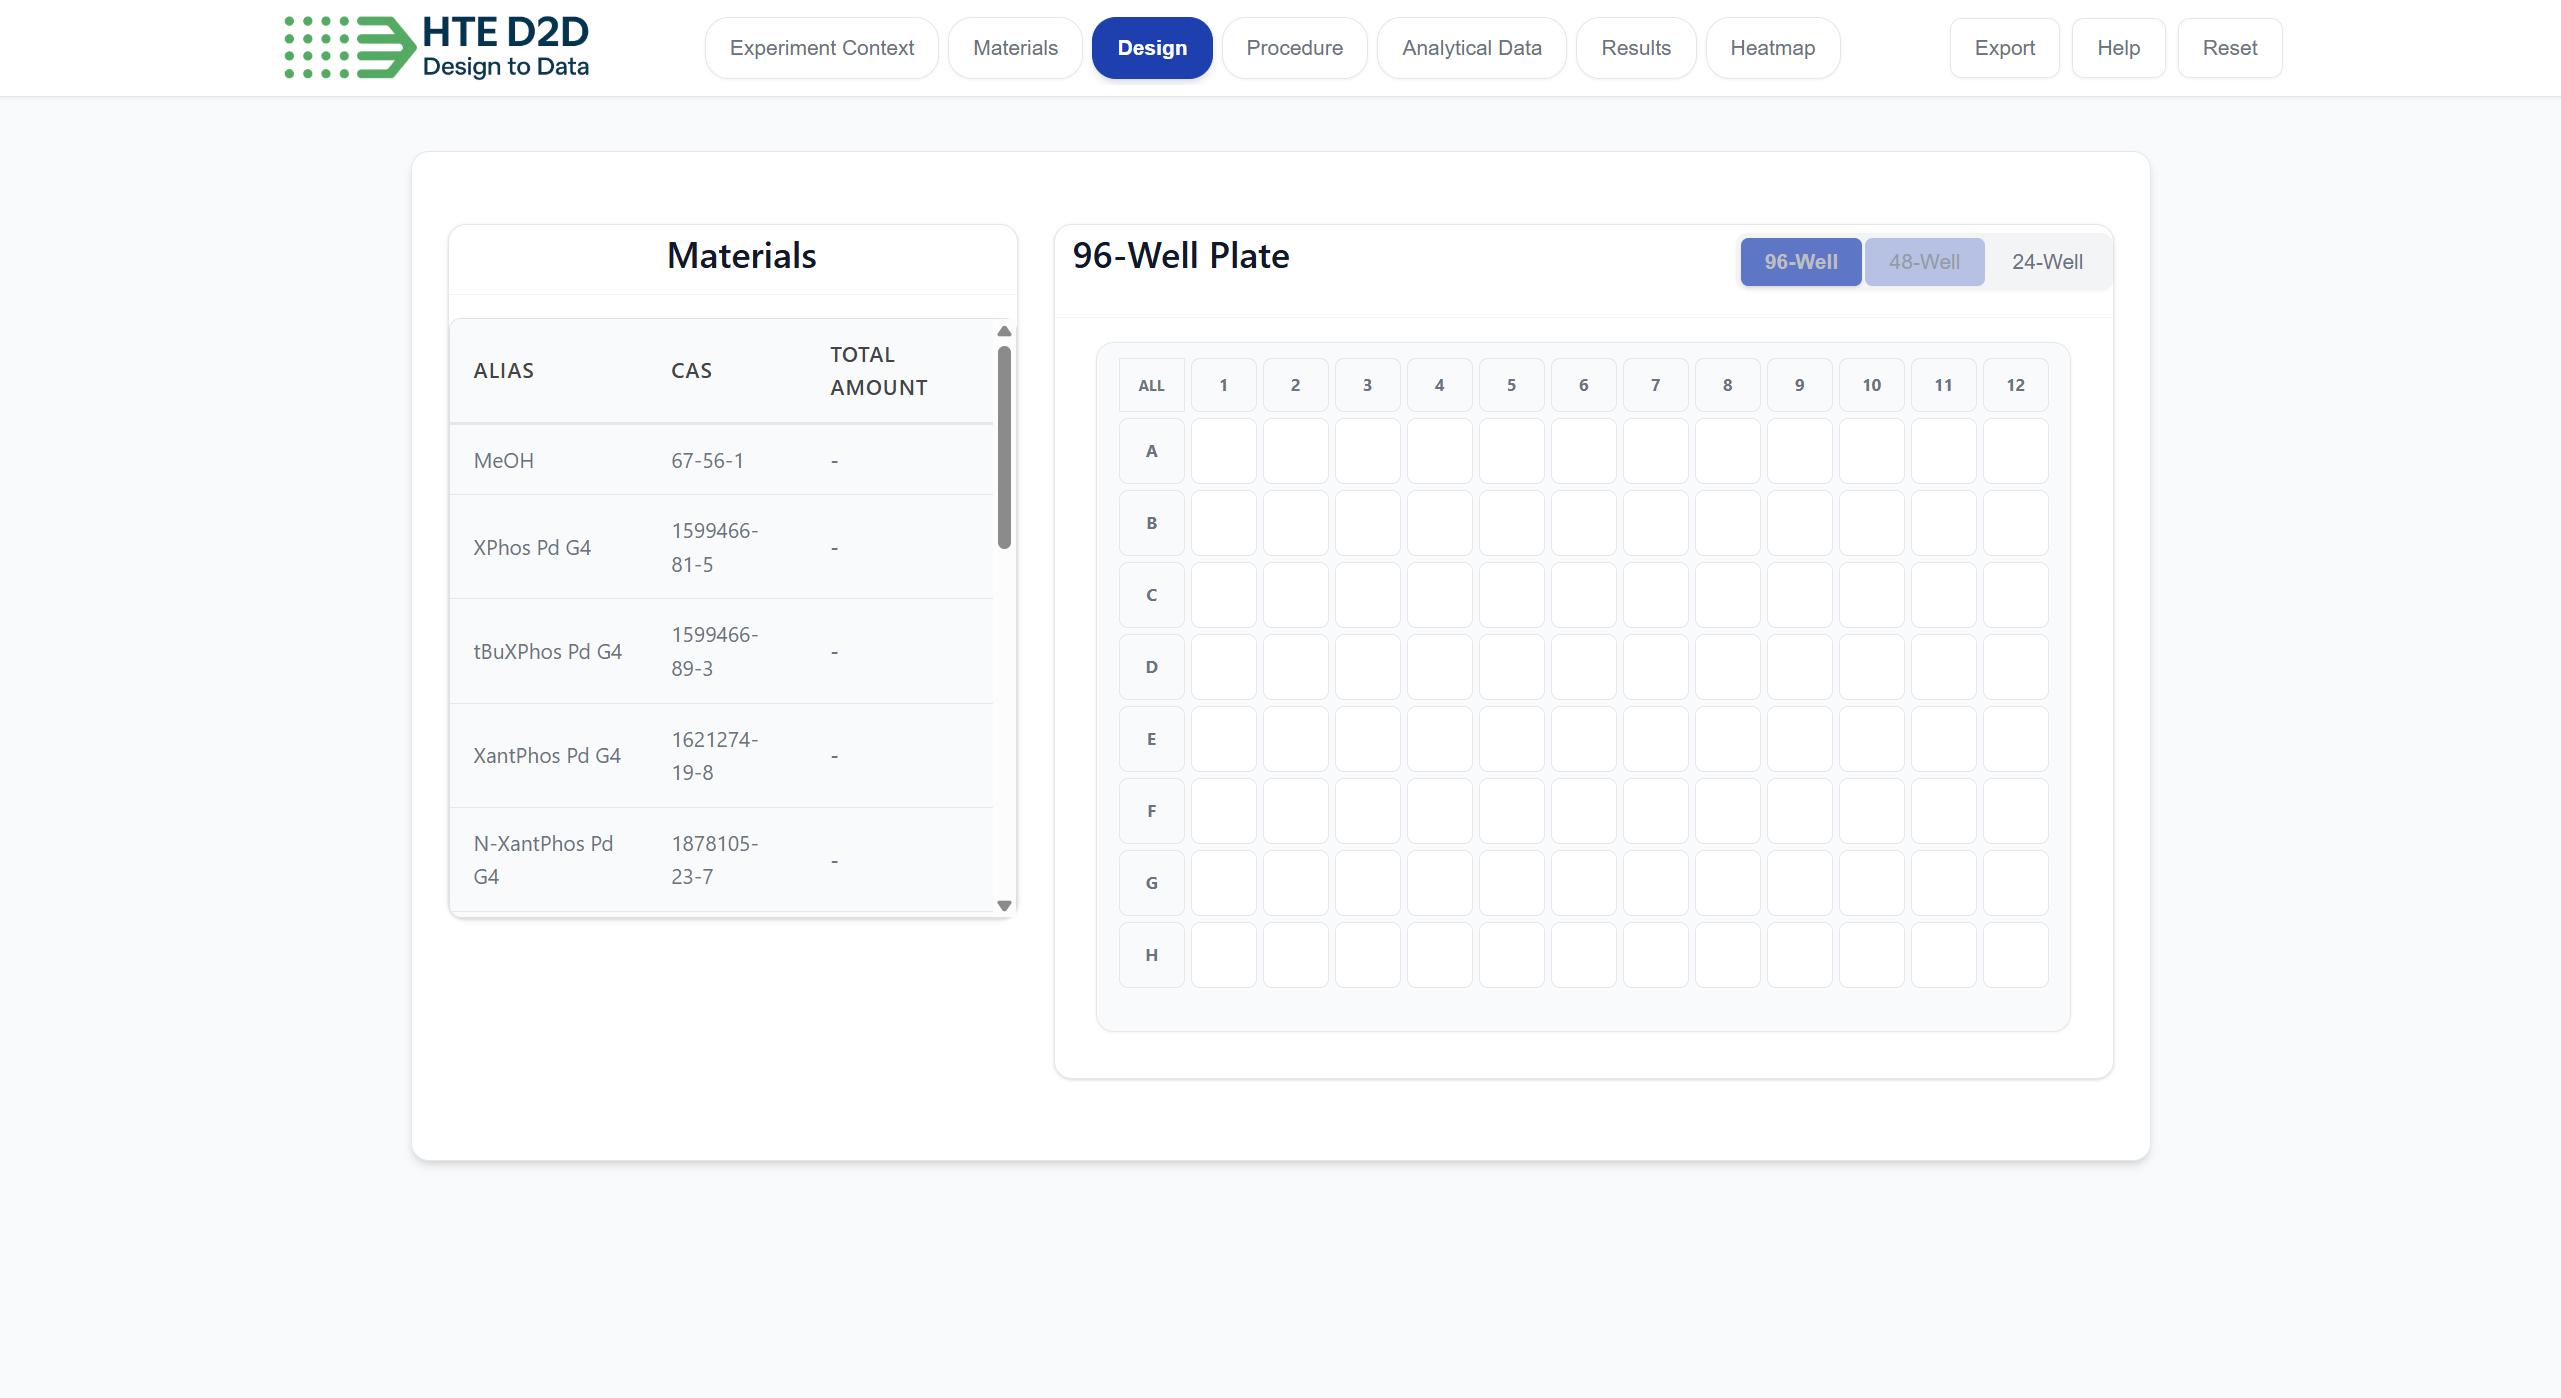 HTE D2D
Design to Data
Experiment Context
Materials
Design
Procedure
Analytical Data
Results
Heatmap
Export
Help
Reset
Materials
ALIAS CAS TOTAL AMOUNT
MeOH 67-56-1 -
XPhos Pd G4 1599466-81-5 -
tBuXPhos Pd G4 1599466-89-3 -
XantPhos Pd G4 1621274-19-8 -
N-XantPhos Pd G4 1878105-23-7 -
96-Well Plate
96-Well
48-Well
24-Well
ALL 1 2 3 4 5 6 7 8 9 10 11 12
A
B
C
D
E
F
G
H